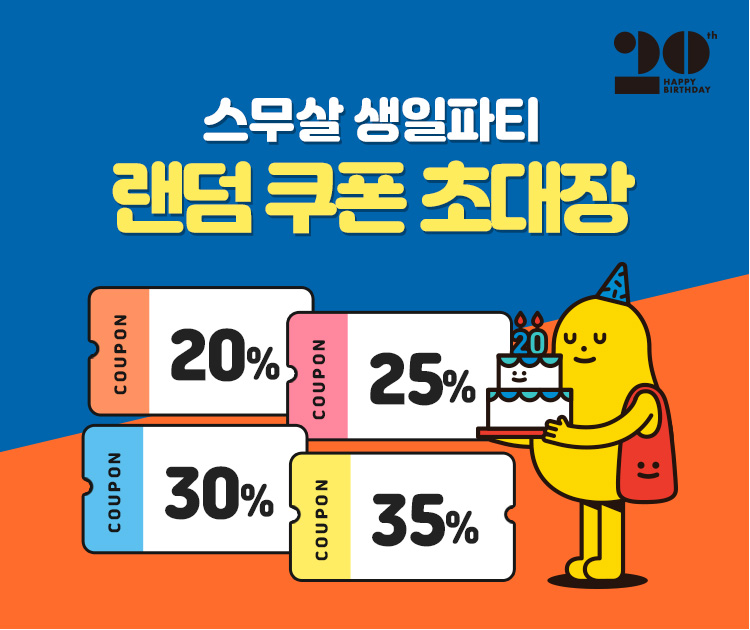 20th
HAPPY
BIRTHDAY
스무살 생일파티
랜덤 쿠폰 초대장
COUPON
20%
COUPON
25%
20
COUPON
30%
COUPON
35%